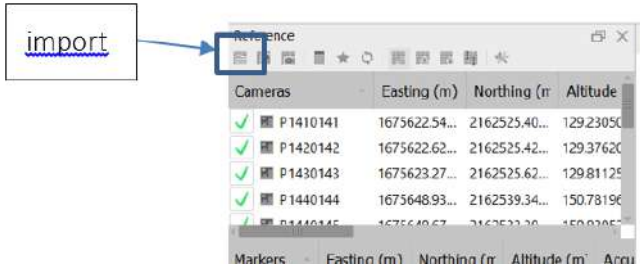 import
Reference
Cameras Easting (m) Northing (m Altitude
P1410141 1675622.54... 2162525.40... 129.23050
P1420142 1675622.62... 2162525.42... 129.37620
P1430143 1675623.27... 2162525.62... 129.81125
P1440144 1675648.93... 2162539.34... 150.78196
Markers Easting (m) Northing (m Altitude (m) Accu